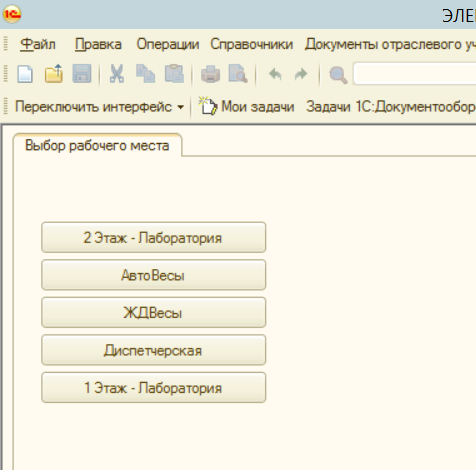 1С
ЭЛЕ
Файл Правка Операции Справочники Документы отраслевого уч
Переключить интерфейс Мои задачи Задачи 1С:Документообор
Выбор рабочего места
2 Этаж - Лаборатория
АвтоВесы
ЖДВесы
Диспетчерская
1 Этаж - Лаборатория